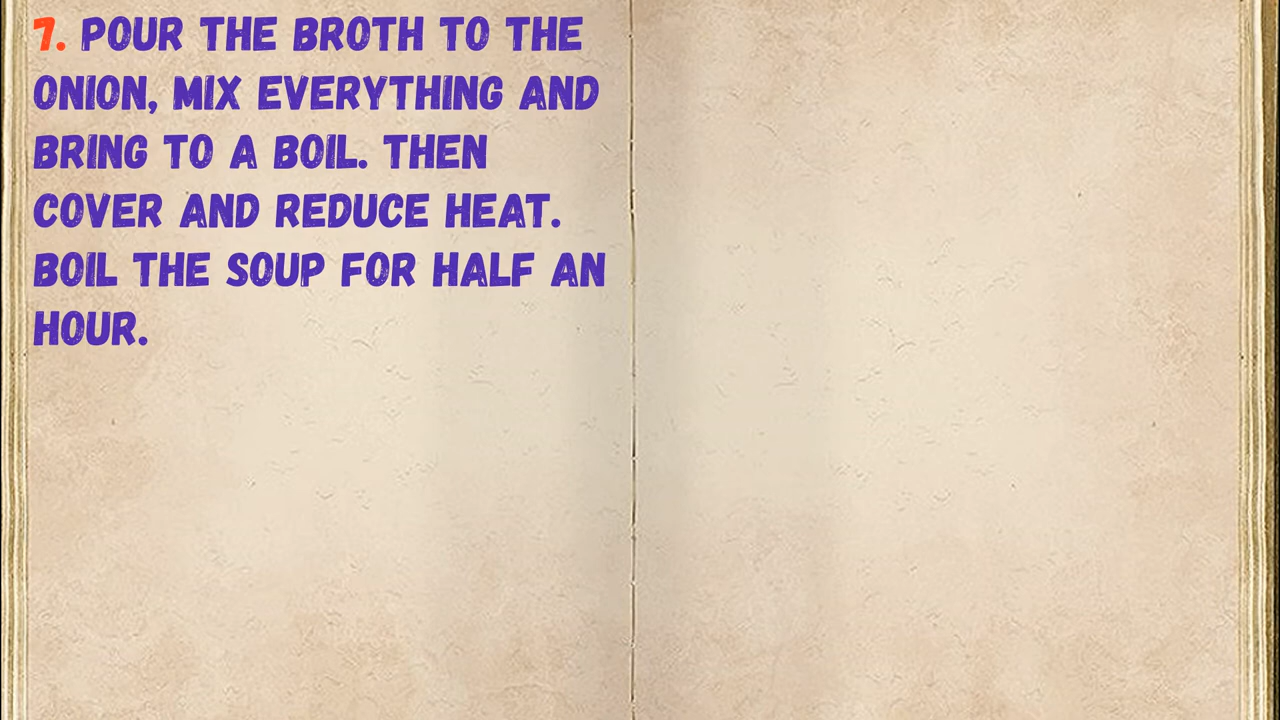 7. POUR THE BROTH TO THE
ONION, MIX EVERYTHING AND
BRING TO A BOIL. THEN
COVER AND REDUCE HEAT.
BOIL THE SOUP FOR HALF AN
HOUR.